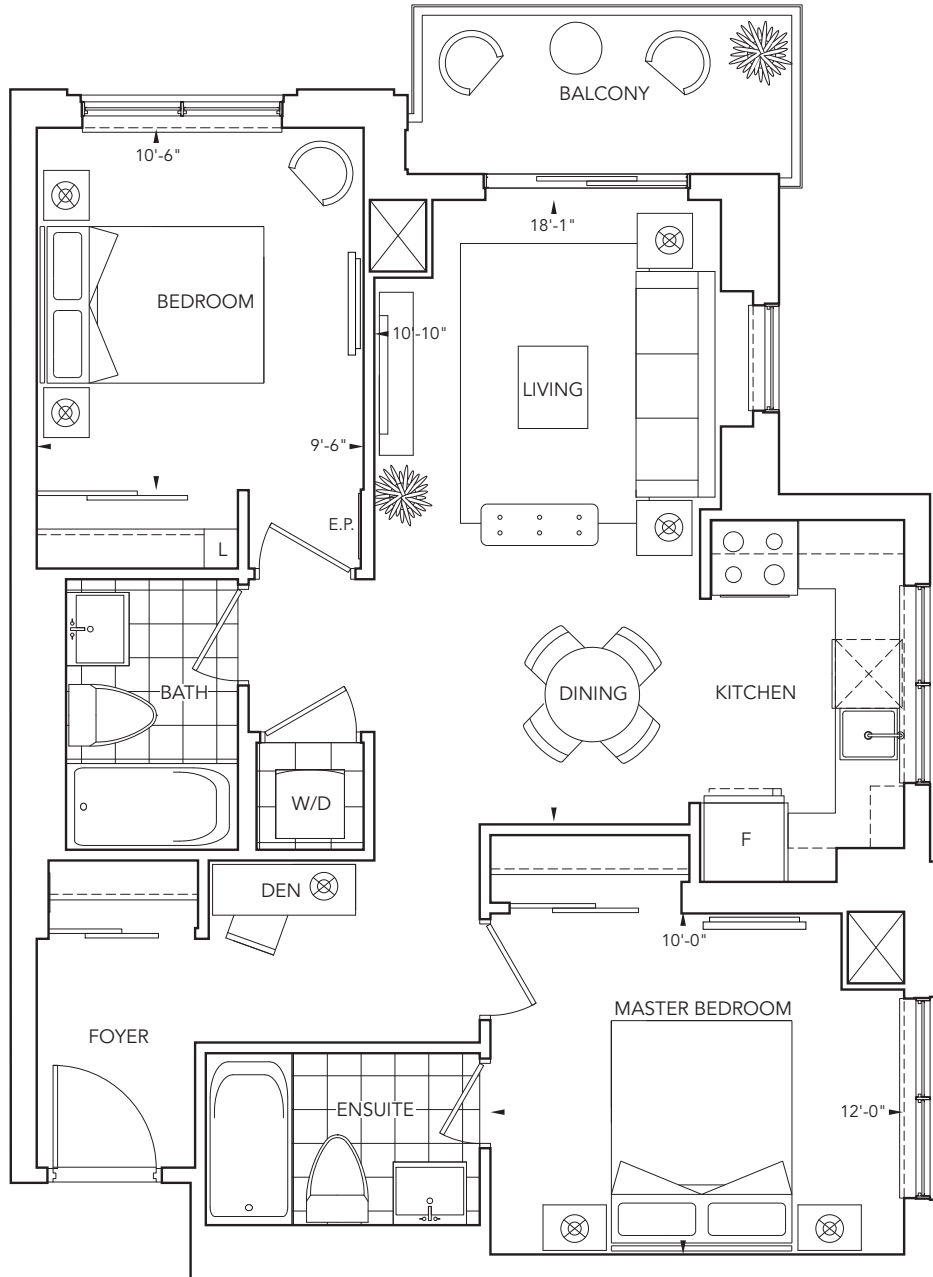 BALCONY
10'-6"
18'-1"
BEDROOM
10'-10"
LIVING
9'-6"
E.P.
L
BATH
DINING
KITCHEN
W/D
F
DEN
10'-0"
MASTER BEDROOM
FOYER
ENSUITE
12'-0"